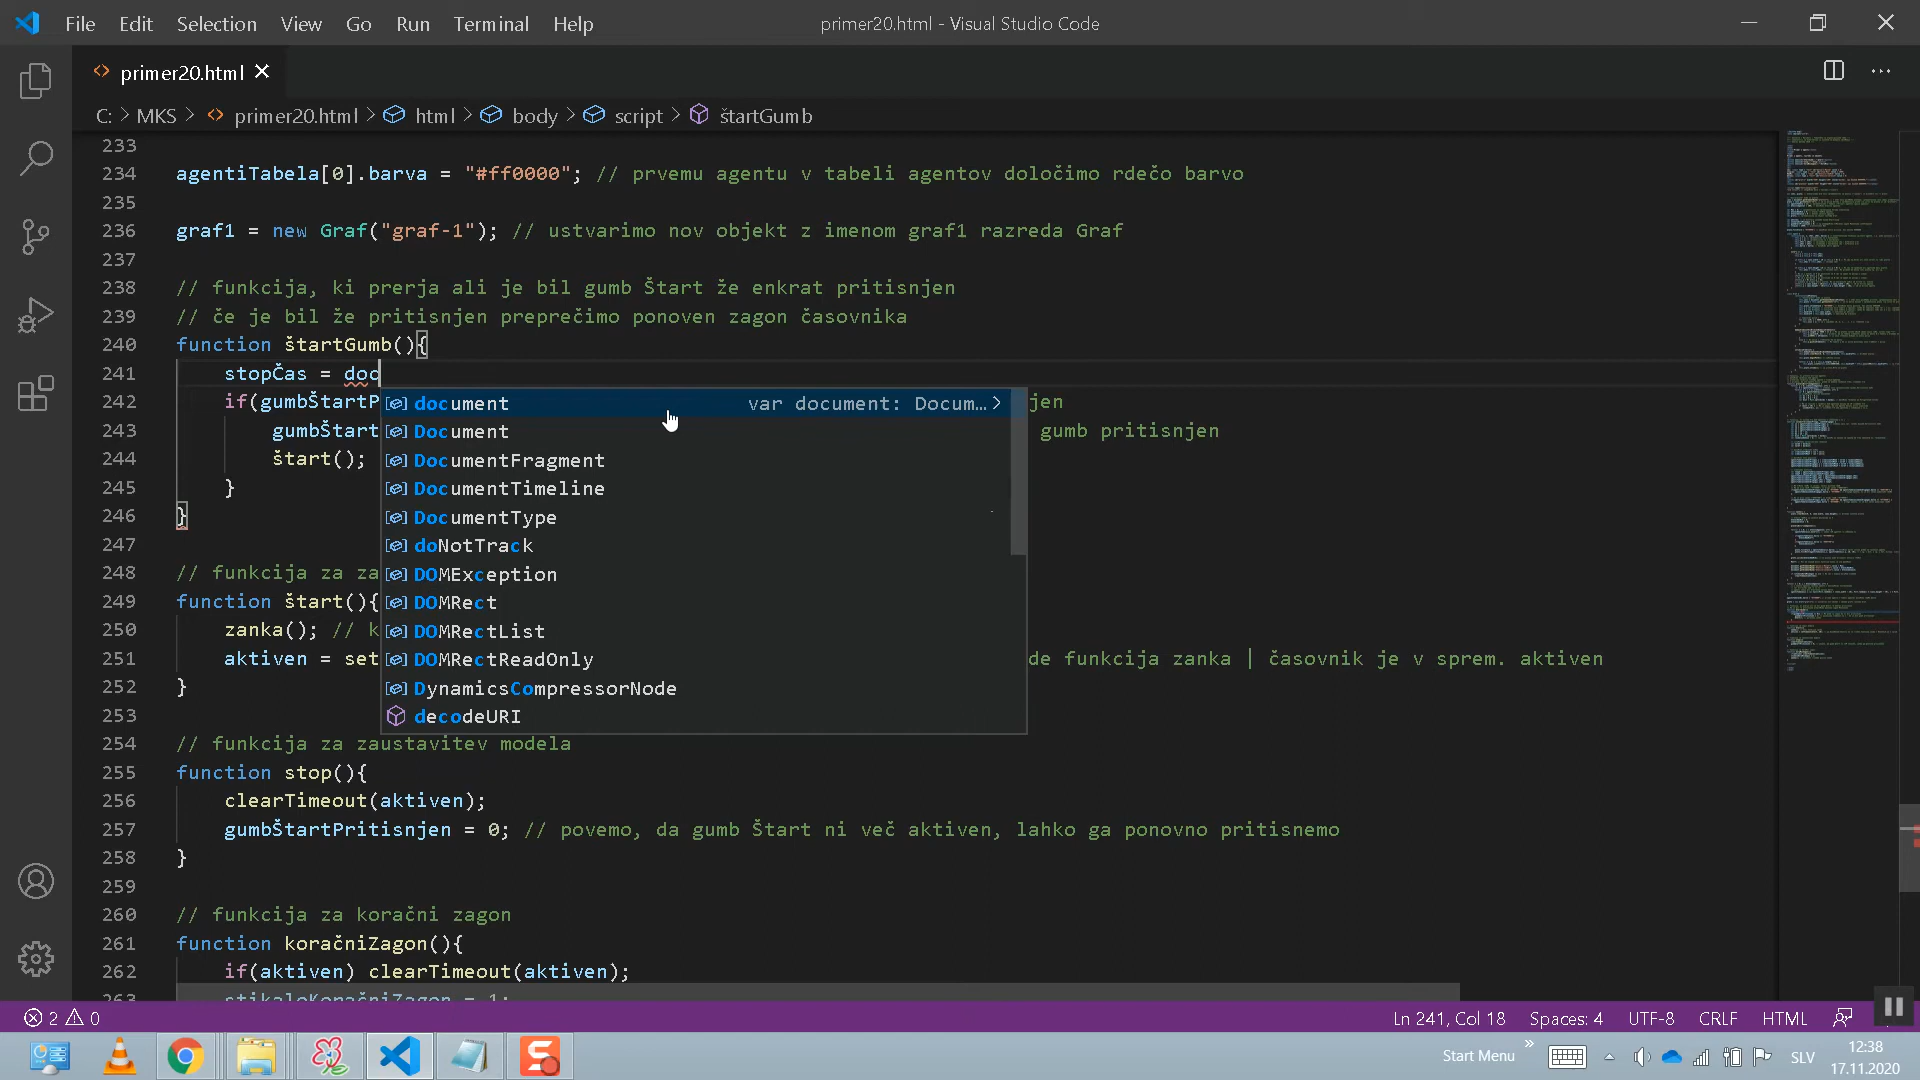 File Edit Selection View Go Run Terminal Help primer20.html - Visual Studio Code
primer20.html
C: > MKS > primer20.html > html > body > script > štartGumb
233
234 agentiTabela[0].barva = "#ff0000"; // prvemu agentu v tabeli agentov določimo rdečo barvo
235
236 graf1 = new Graf("graf-1"); // ustvarimo nov objekt z imenom graf1 razreda Graf
237
238 // funkcija, ki prerja ali je bil gumb Štart že enkrat pritisnjen
239 // če je bil že pritisnjen preprečimo ponoven zagon časovnika
240 function štartGumb(){
241 stopČas = doc
242 if(gumbŠtartP jen
243 gumbŠtart gumb pritisnjen
244 štart();
245 }
246 }
247
248 // funkcija za za
249 function štart(){
250 zanka(); // k
251 aktiven = set de funkcija zanka | časovnik je v sprem. aktiven
252 }
253
254 // funkcija za zaustavitev modela
255 function stop(){
256 clearTimeout(aktiven);
257 gumbŠtartPritisnjen = 0; // povemo, da gumb Štart ni več aktiven, lahko ga ponovno pritisnemo
258 }
259
260 // funkcija za koračni zagon
261 function koračniZagon(){
262 if(aktiven) clearTimeout(aktiven);
263 stikaloKoračniZagon = 1;
document var document: Docum…
Document
DocumentFragment
DocumentTimeline
DocumentType
doNotTrack
DOMException
DOMRect
DOMRectList
DOMRectReadOnly
DynamicsCompressorNode
decodeURI
2 0 Ln 241, Col 18 Spaces: 4 UTF-8 CRLF HTML
Start Menu » SLV 12:38
17.11.2020